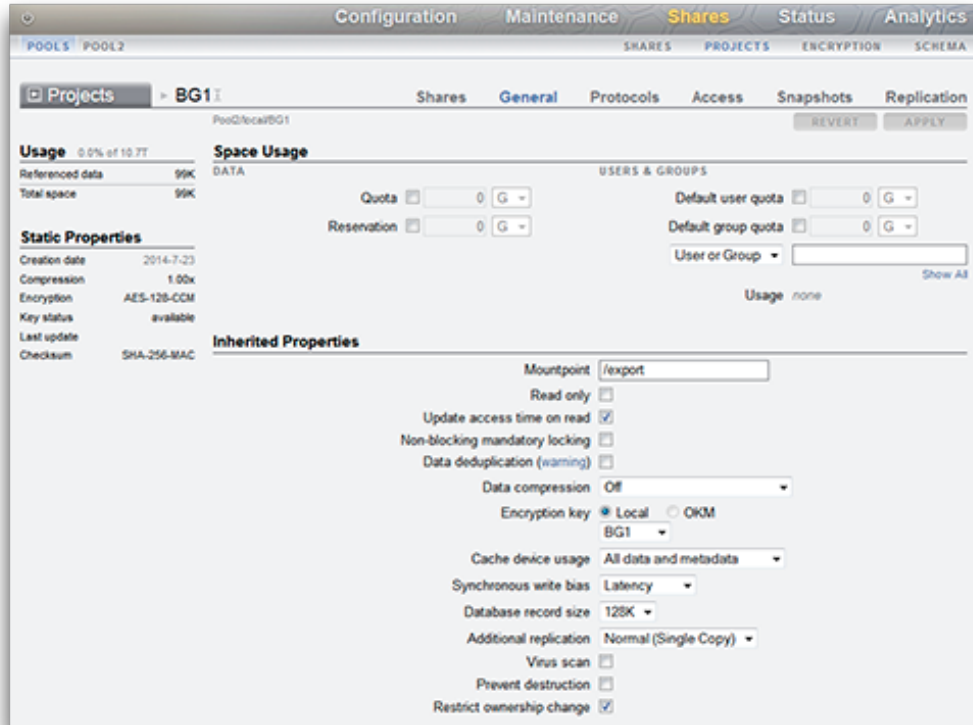 Configuration Maintenance Shares Status Analytics
POOLS POOL2 SHARES PROJECTS ENCRYPTION SCHEMA
Projects BG1 Shares General Protocols Access Snapshots Replication
Pool2/local/BG1 REVERT APPLY
Usage 0.0% of 10.7T
Referenced data 99K
Total space 99K
Static Properties
Creation date 2014-7-23
Compression 1.00x
Encryption AES-128-CCM
Key status available
Last update
Checksum SHA-256-MAC
Space Usage
DATA
Quota 0 G
Reservation 0 G
USERS & GROUPS
Default user quota 0 G
Default group quota 0 G
User or Group
Show All
Usage none
Inherited Properties
Mountpoint /export
Read only
Update access time on read
Non-blocking mandatory locking
Data deduplication (warning)
Data compression Off
Encryption key Local OKM
BG1
Cache device usage All data and metadata
Synchronous write bias Latency
Database record size 128K
Additional replication Normal (Single Copy)
Virus scan
Prevent destruction
Restrict ownership change